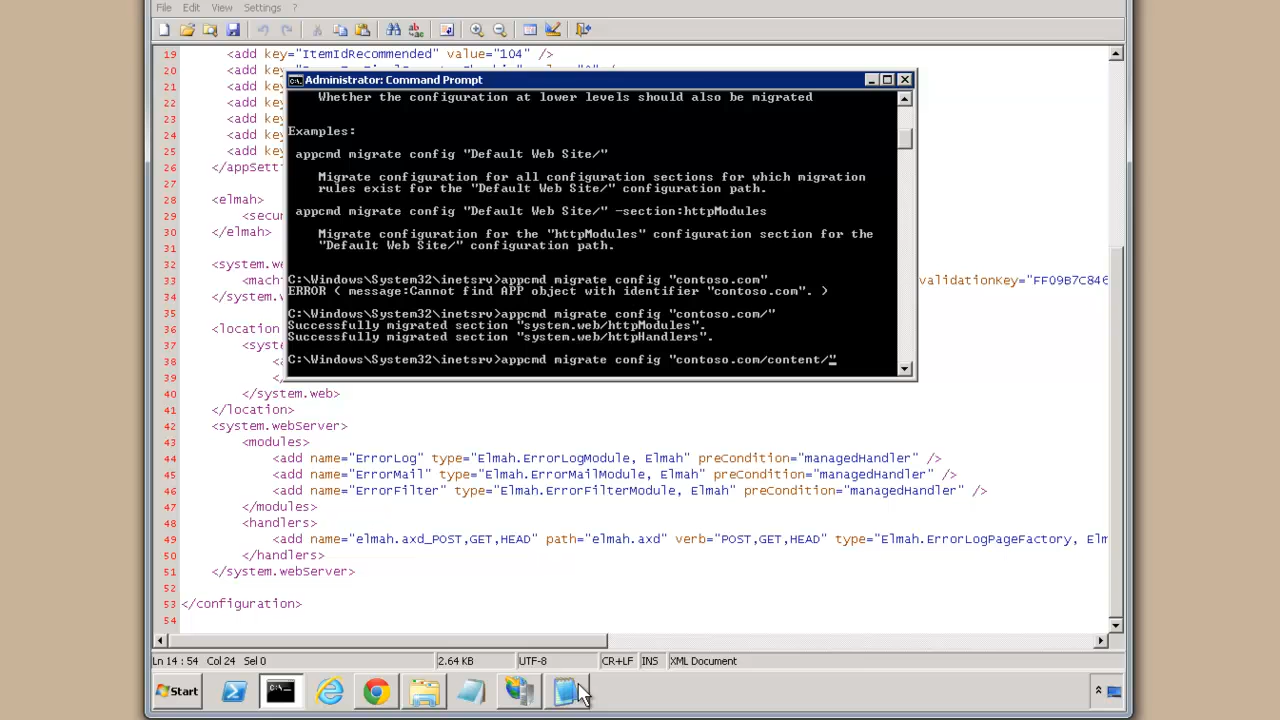 File Edit View Settings ?
19 <add key="ItemIdRecommended" value="104" />
20 <add key=
Administrator: Command Prompt
21 <add key
Whether the configuration at lower levels should also be migrated
22 <add key
23 <add key
Examples:
24 <add key
appcmd migrate config "Default Web Site/"
25 <add key
26 </appSett
Migrate configuration for all configuration sections for which migration
27
rules exist for the "Default Web Site/" configuration path.
28 <elmah>
appcmd migrate config "Default Web Site/" -section:httpModules
29 <secu
30 </elmah>
Migrate configuration for the "httpModules" configuration section for the
31
"Default Web Site/" configuration path.
32 <system.we
33 <mach
C:\Windows\System32\inetsrv>appcmd migrate config "contoso.com"
validationKey="FF09B7C846
34 </system.
ERROR ( message:Cannot find APP object with identifier "contoso.com". )
35
C:\Windows\System32\inetsrv>appcmd migrate config "contoso.com/"
36 <location
Successfully migrated section "system.web/httpModules".
37 <syste
Successfully migrated section "system.web/httpHandlers".
38
C:\Windows\System32\inetsrv>appcmd migrate config "contoso.com/content/"
39 </
40 </system.web>
41 </location>
42 <system.webServer>
43 <modules>
44 <add name="ErrorLog" type="Elmah.ErrorLogModule, Elmah" preCondition="managedHandler" />
45 <add name="ErrorMail" type="Elmah.ErrorMailModule, Elmah" preCondition="managedHandler" />
46 <add name="ErrorFilter" type="Elmah.ErrorFilterModule, Elmah" preCondition="managedHandler" />
47 </modules>
48 <handlers>
49 <add name="elmah.axd_POST,GET,HEAD" path="elmah.axd" verb="POST,GET,HEAD" type="Elmah.ErrorLogPageFactory, Elm
50 </handlers>
51 </system.webServer>
52
53 </configuration>
54
Ln 14 : 54 Col 24 Sel 0 2.64 KB UTF-8 CR+LF INS XML Document
Start